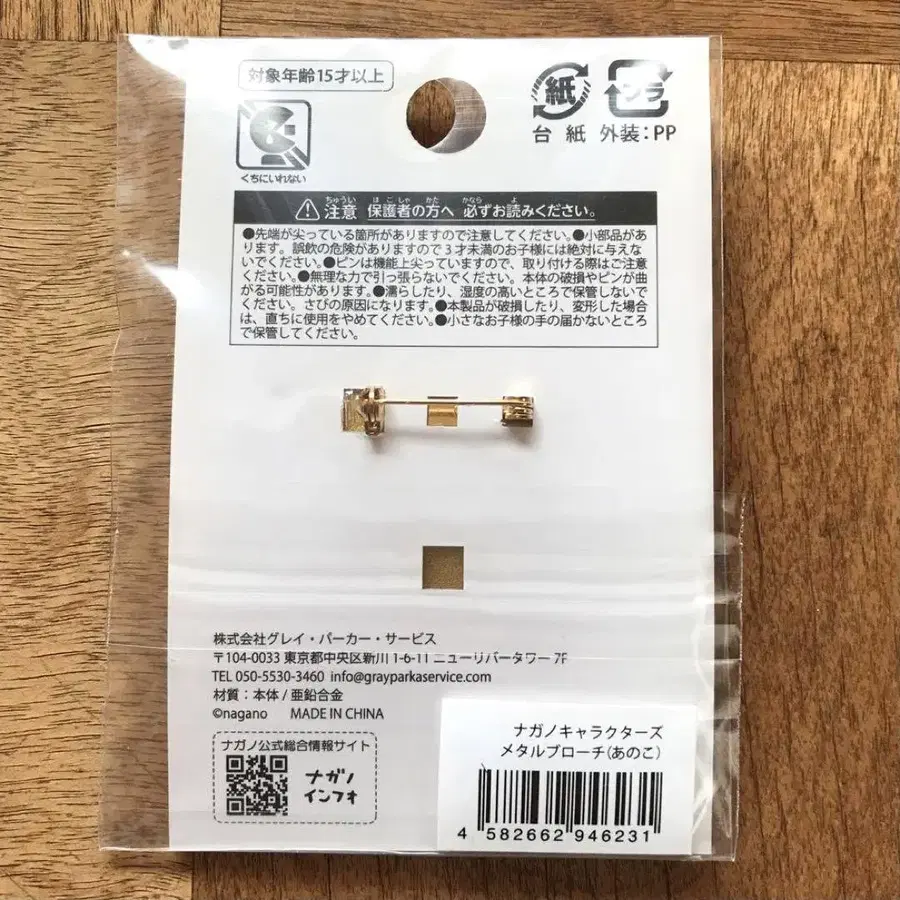 対象年齢15才以上
くちにいれない
紙
プラ
台紙 外装:PP
注意 保護者の方へ 必ずお読みください。
ちゅうい ほごしゃ かた かなら よ
●先端が尖っている箇所がありますので注意してください。●小部品があ
ります。誤飲の危険がありますので3才未満のお子様には絶対に与えな
いでください。●ピンは機能上尖っていますので、取り付ける際はご注意
ください。●無理な力で引っ張らないでください。本体の破損やピンが曲
がる可能性があります。●濡らしたり、湿度の高いところで保管しないで
ください。さびの原因になります。●本製品が破損したり、変形した場合
は、直ちに使用をやめてください。●小さなお子様の手の届かないところ
で保管してください。
株式会社グレイ・パーカー・サービス
〒104-0033 東京都中央区新川 1-6-11 ニューリバータワー 7F
TEL 050-5530-3460 info@grayparkaservice.com
材質:本体/亜鉛合金
©nagano MADE IN CHINA
ナガノ公式総合情報サイト
ナガノ
インフォ
ナガノキャラクターズ
メタルブローチ(あのこ)
4 582662 946231